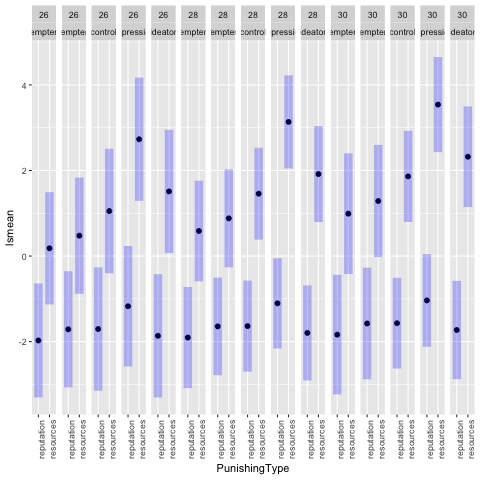 26 26 26 26 26 28 28 28 28 28 30 30 30 30 30
empter empter control pressi deator empter empter control pressi deator empter empter control pressi deator
4
2
0
-2
lsmean
reputation
resources
reputation
resources
reputation
resources
reputation
resources
reputation
resources
reputation
resources
reputation
resources
reputation
resources
reputation
resources
reputation
resources
reputation
resources
reputation
resources
reputation
resources
reputation
resources
reputation
resources
PunishingType